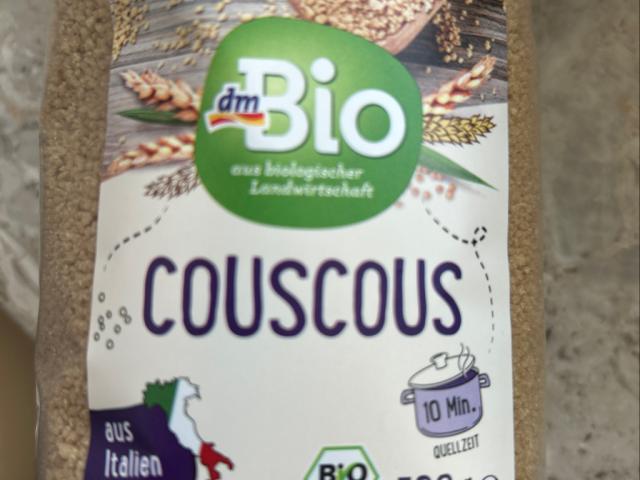 dm Bio
aus biologischer
Landwirtschaft
COUSCOUS
10 Min.
QUELLZEIT
aus
Italien
BIO